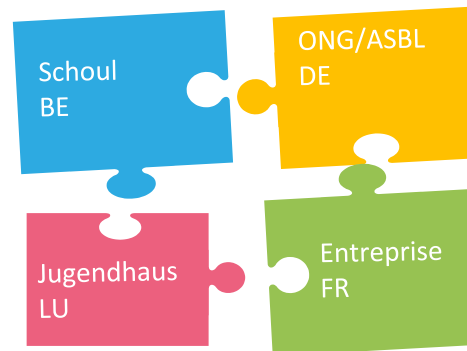 Schoul
BE
ONG/ASBL
DE
Jugendhaus
LU
Entreprise
FR